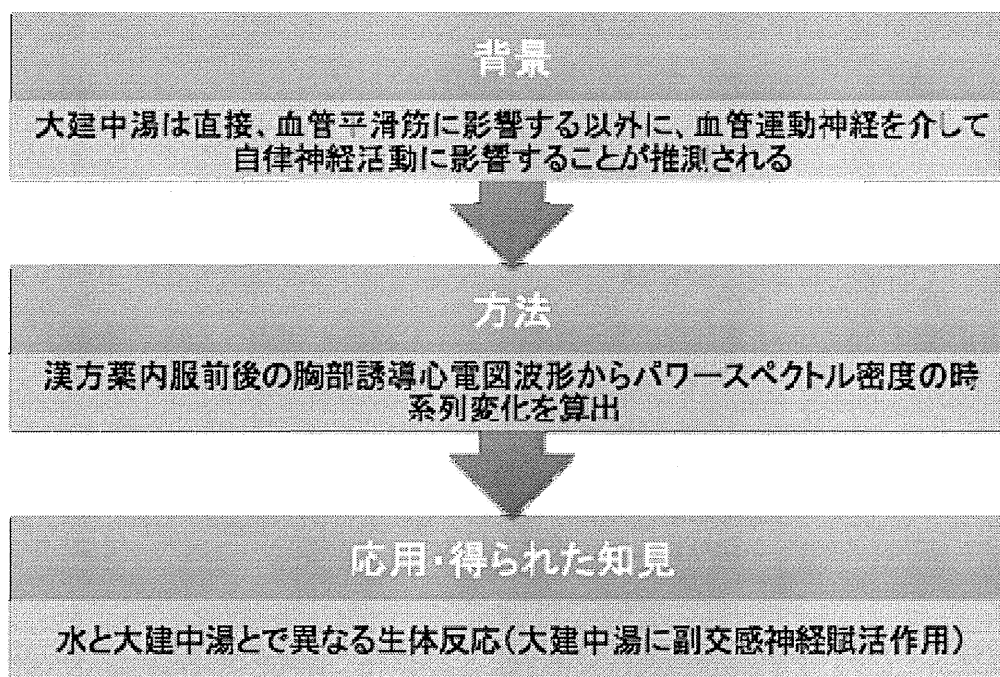 背景
大建中湯は直接、血管平滑筋に影響する以外に、血管運動神経を介して
自律神経活動に影響することが推測される
方法
漢方薬内服前後の胸部誘導心電図波形からパワースペクトル密度の時
系列変化を算出
応用・得られた知見
水と大建中湯とで異なる生体反応(大建中湯に副交感神経賦活作用)